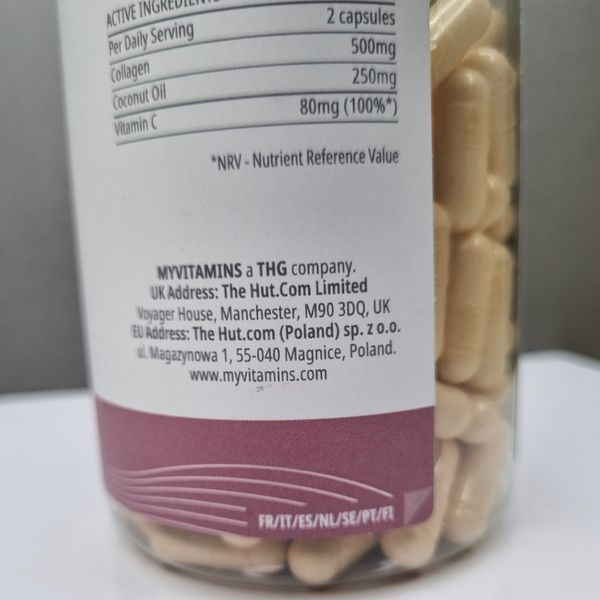 ACTIVE INGREDIENTS
Per Daily Serving 2 capsules
Collagen 500mg
Coconut Oil 250mg
Vitamin C 80mg (100%*)
*NRV - Nutrient Reference Value
MYVITAMINS a THG company.
UK Address: The Hut.Com Limited
Voyager House, Manchester, M90 3DQ, UK
EU Address: The Hut.com (Poland) sp. z o.o.
ul. Magazynowa 1, 55-040 Magnice, Poland.
www.myvitamins.com
FR/IT/ES/NL/SE/PT/FI